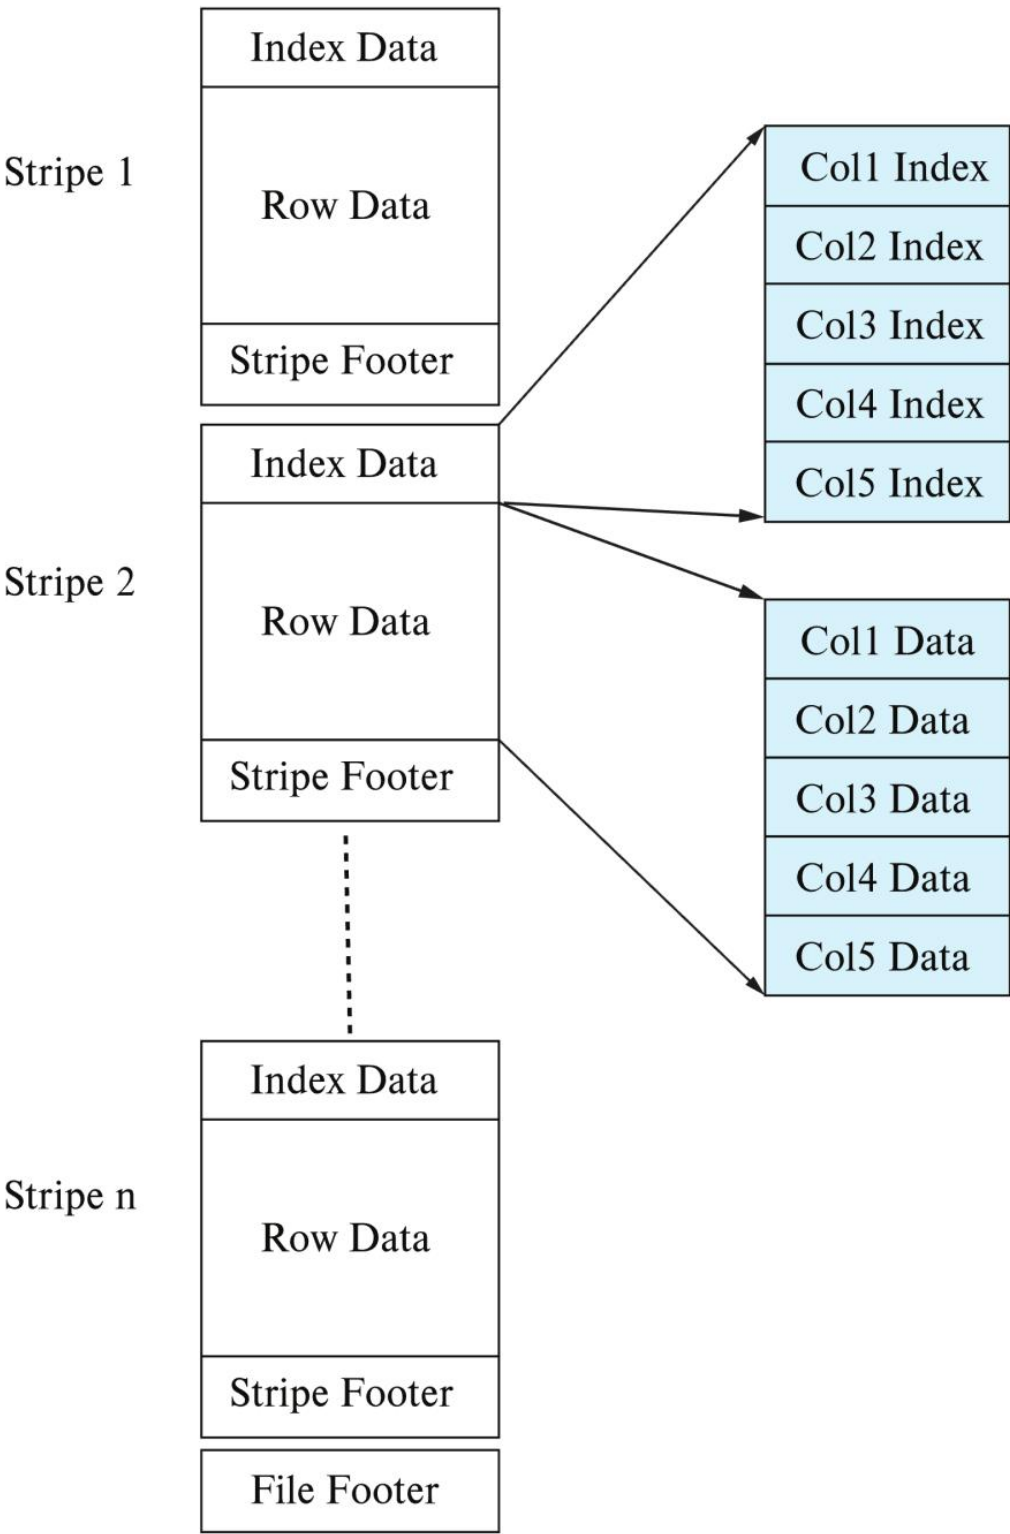 Stripe 1
Index Data
Row Data
Stripe Footer
Stripe 2
Index Data
Row Data
Stripe Footer
Col1 Index
Col2 Index
Col3 Index
Col4 Index
Col5 Index
Col1 Data
Col2 Data
Col3 Data
Col4 Data
Col5 Data
Stripe n
Index Data
Row Data
Stripe Footer
File Footer